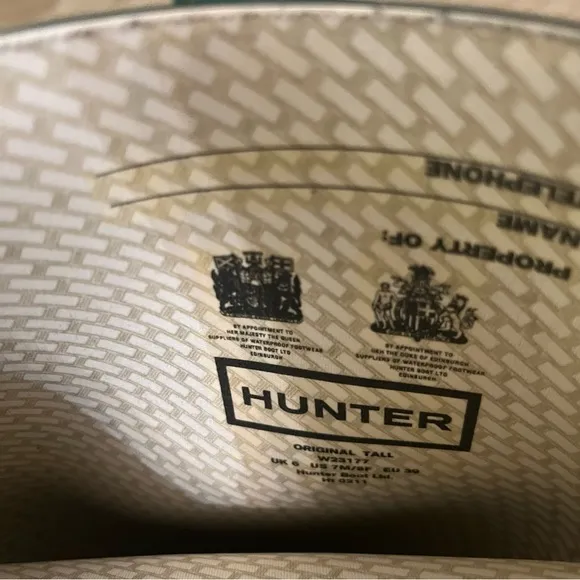 TELEPHONE
NAME
PROPERTY OF:
BY APPOINTMENT TO
HER MAJESTY THE QUEEN
SUPPLIERS OF WATERPROOF FOOTWEAR
HUNTER BOOT LTD
EDINBURGH
BY APPOINTMENT TO
HRH THE DUKE OF EDINBURGH
SUPPLIERS OF WATERPROOF FOOTWEAR
HUNTER BOOT LTD
EDINBURGH
HUNTER
ORIGINAL TALL
W23177
UK 6 US 7M/8F EU 39
Hunter Boot Ltd.
HI 0211